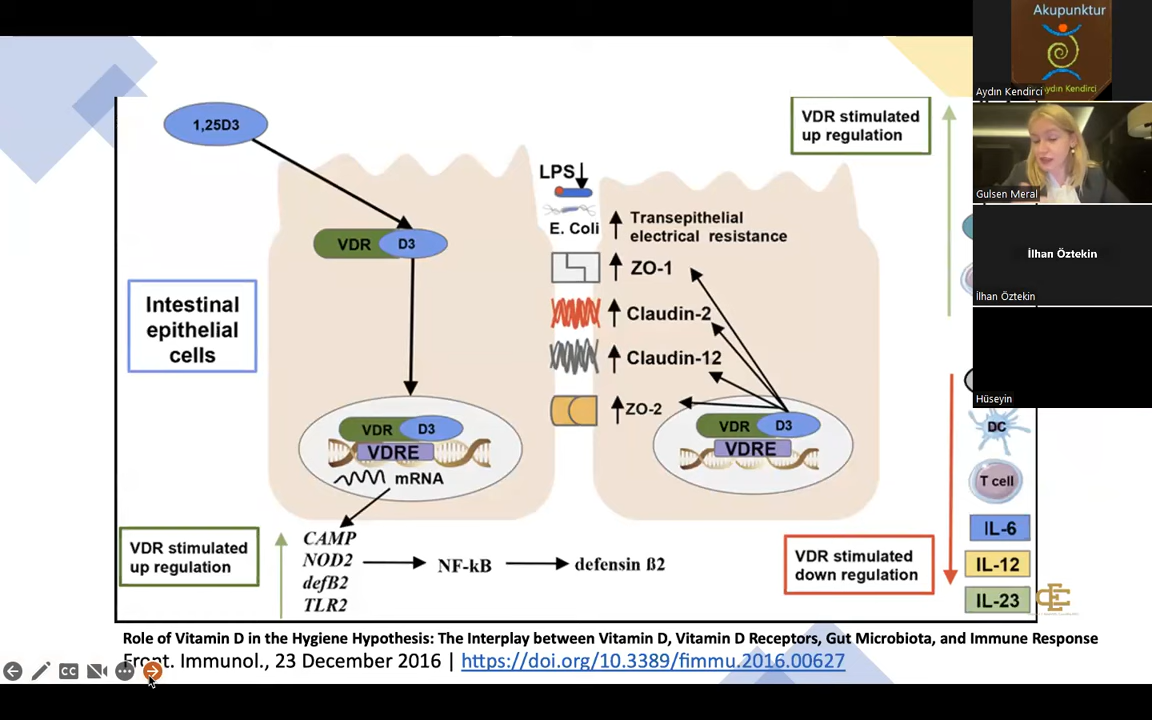 1,25D3
VDR
D3
Intestinal
epithelial
cells
VDR
D3
VDRE
mRNA
VDR stimulated
up regulation
CAMP
NOD2
defB2
TLR2
NF-kB
defensin ß2
LPS
E. Coli
Transepithelial
electrical resistance
ZO-1
Claudin-2
Claudin-12
ZO-2
VDR
D3
VDRE
VDR stimulated
up regulation
VDR stimulated
down regulation
DC
T cell
IL-6
IL-12
IL-23
Role of Vitamin D in the Hygiene Hypothesis: The Interplay between Vitamin D, Vitamin D Receptors, Gut Microbiota, and Immune Response
Front. Immunol., 23 December 2016 | https://doi.org/10.3389/fimmu.2016.00627
CC
Akupunktur
Aydın Kendirci
Aydın Kendirci
Gulsen Meral
İlhan Öztekin
İlhan Öztekin
Hüseyin